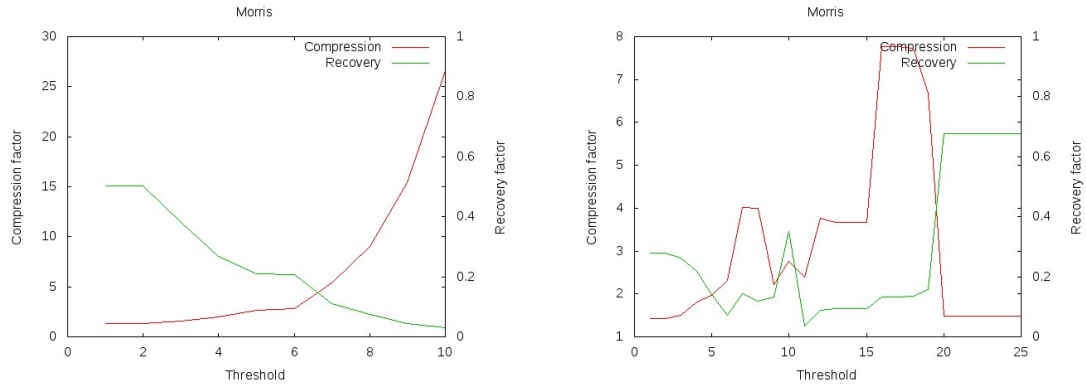 Morris
Compression
Recovery
30
25
20
15
10
5
0
1
0.8
0.6
0.4
0.2
0
0 2 4 6 8 10
Compression factor
Recovery factor
Threshold
Morris
Compression
Recovery
8
7
6
5
4
3
2
1
1
0.8
0.6
0.4
0.2
0
0 5 10 15 20 25
Compression factor
Recovery factor
Threshold